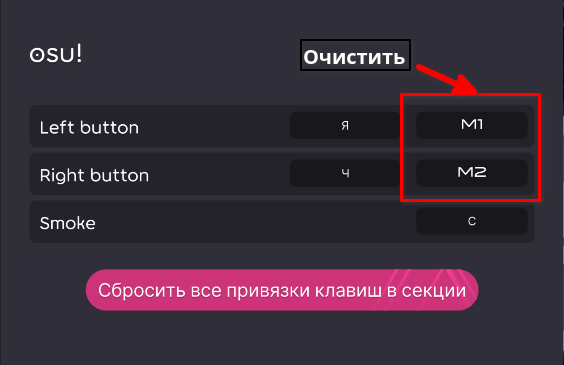 osu!
Очистить
Left button я M1
Right button ч M2
Smoke с
Сбросить все привязки клавиш в секции